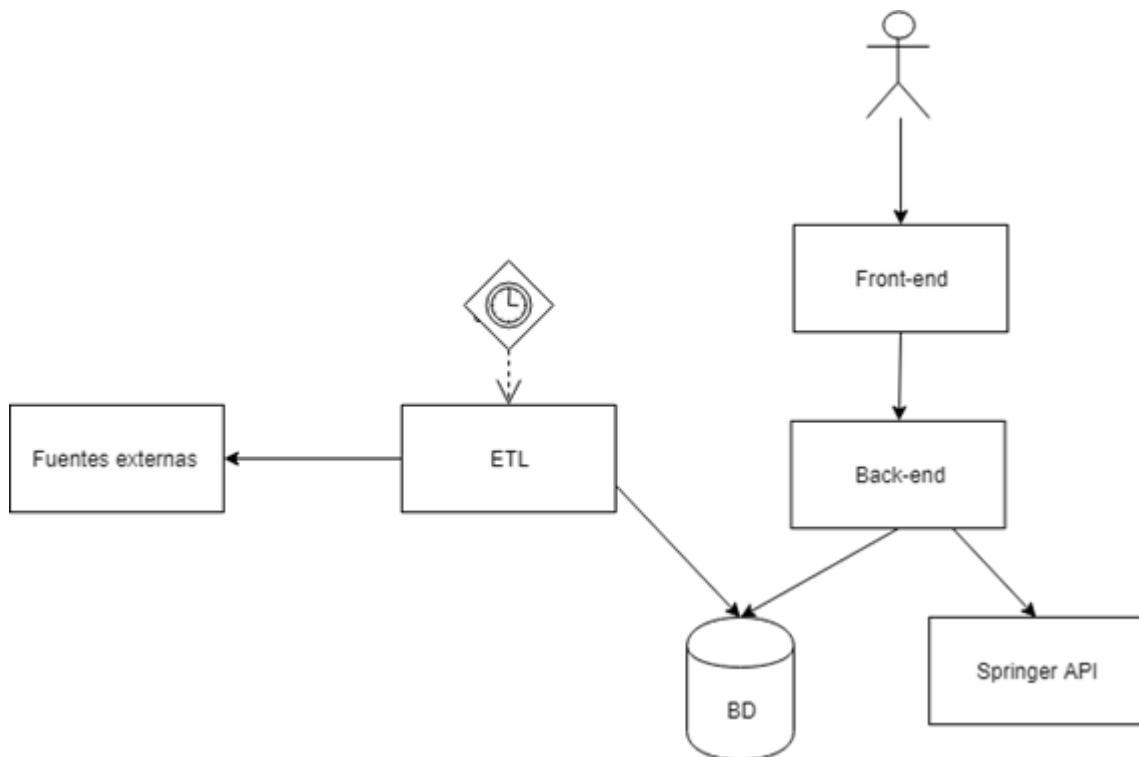 Front-end
Fuentes externas
ETL
Back-end
BD
Springer API